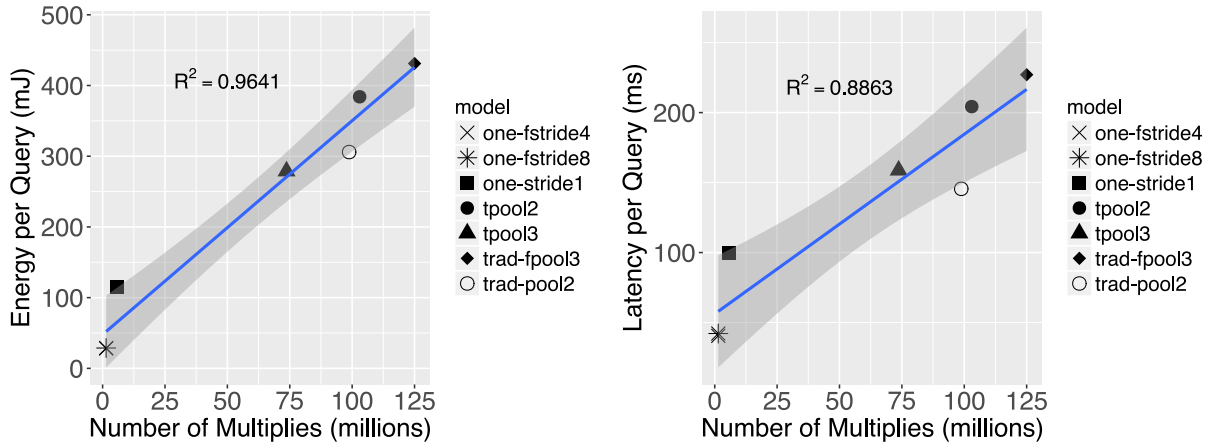 500
400
300
200
100
0
Energy per Query (mJ)
R² = 0.9641
0 25 50 75 100 125
Number of Multiplies (millions)
model
one-fstride4
one-fstride8
one-stride1
tpool2
tpool3
trad-fpool3
trad-pool2
200
100
Latency per Query (ms)
R² = 0.8863
0 25 50 75 100 125
Number of Multiplies (millions)
model
one-fstride4
one-fstride8
one-stride1
tpool2
tpool3
trad-fpool3
trad-pool2